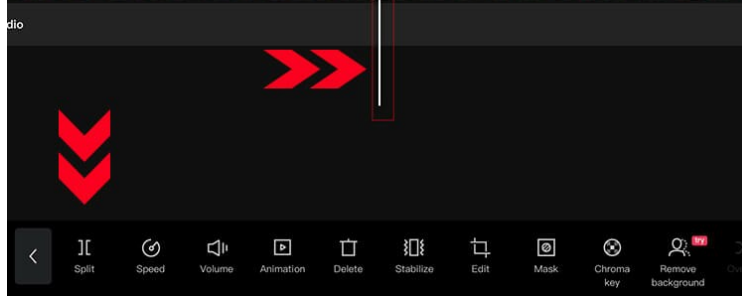 dio
Try
Split
Speed
Volume
Animation
Delete
Stabilize
Edit
Mask
Chroma
key
Remove
background